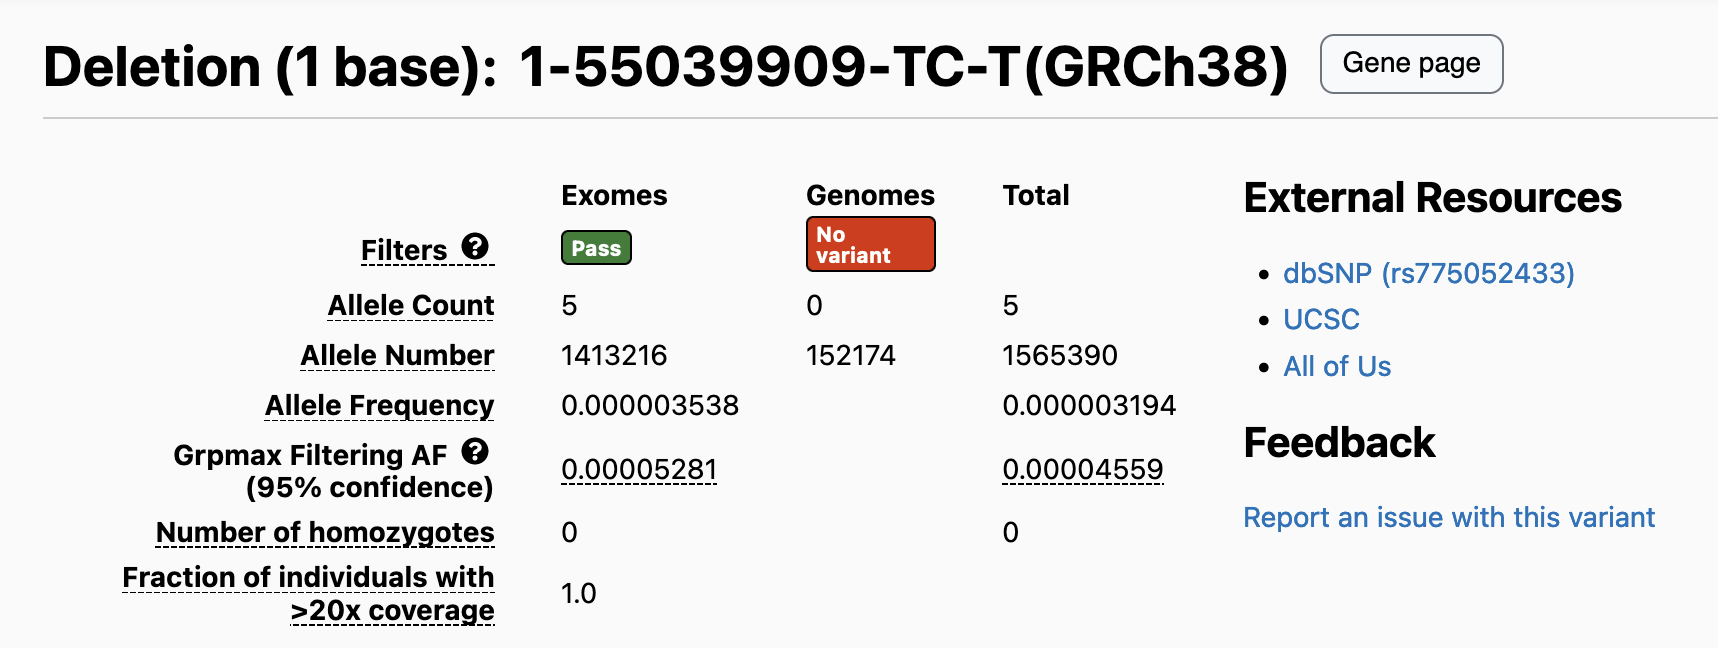 Deletion (1 base): 1-55039909-TC-T(GRCh38) Gene page
Exomes Genomes Total
Filters ? Pass No variant
Allele Count 5 0 5
Allele Number 1413216 152174 1565390
Allele Frequency 0.000003538 0.000003194
Grpmax Filtering AF ?
(95% confidence) 0.00005281 0.00004559
Number of homozygotes 0 0
Fraction of individuals with
>20x coverage 1.0
External Resources
• dbSNP (rs775052433)
• UCSC
• All of Us
Feedback
Report an issue with this variant